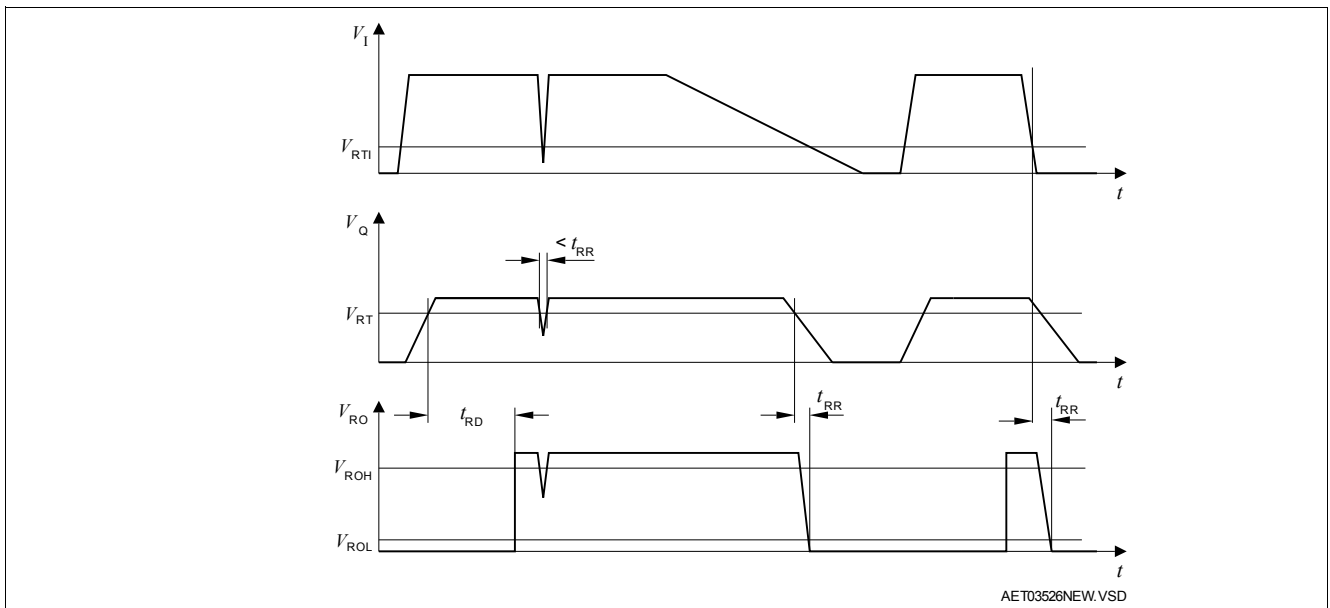 V_I
V_RTI
t
V_Q
< t_RR
V_RT
t
V_RO
t_RD
t_RR
t_RR
V_ROH
V_ROL
t
AET03526NEW.VSD